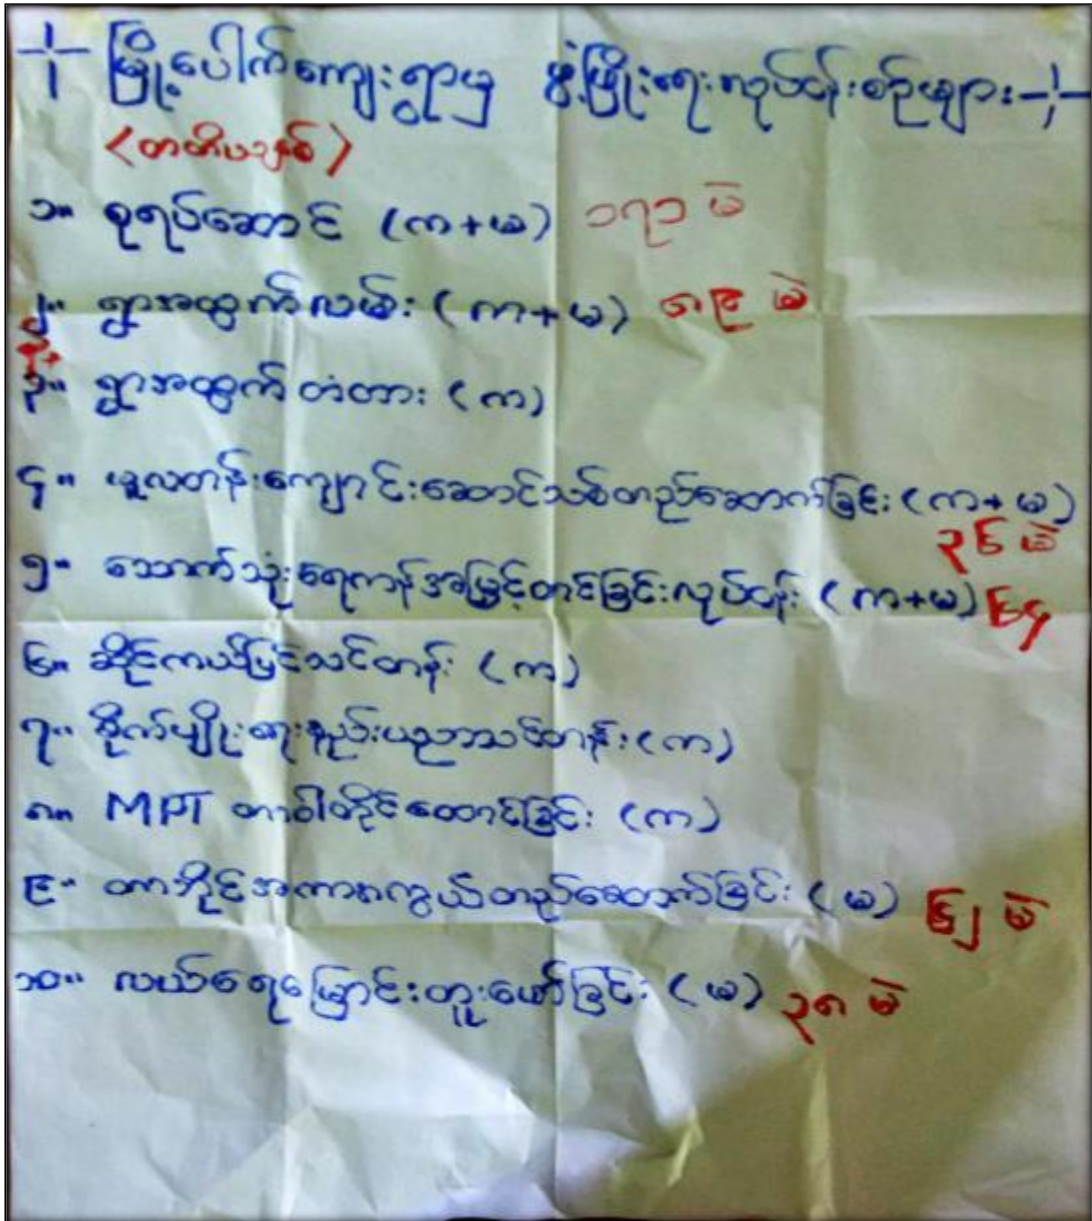 မြို့ပေါက်ကျေးရွာမှ ဖွံ့ဖြိုးရေးလုပ်ငန်းစဉ်များ
(တတိယနှစ်)
၁။ စုရပ်ဆောင် (က+မ) ၁၇၁ မဲ
၂။ ရွာအထွက်လမ်း (က+မ) ၈၉ မဲ
၃။ ရွာအထွက် တံတား (က)
၄။ မူလတန်းကျောင်းဆောင်သစ်တည်ဆောက်ခြင်း (က+မ)
၃၆ မဲ
၅။ သောက်သုံးရေကန်အမြှင့်တင်ခြင်းလုပ်ငန်း (က+မ) ၆၄
၆။ ဆိုင်ကယ်ပြင်သင်တန်း (က)
၇။ စိုက်ပျိုးရေးနည်းပညာသင်တန်း (က)
၈။ MPT တာဝါတိုင်ထောင်ခြင်း (က)
၉။ တာဘိုင်အကာအကွယ်တည်ဆောက်ခြင်း (မ) ၆၂ မဲ
၁၀။ လယ်ရေမြောင်းတူးဖော်ခြင်း (မ) ၃၈ မဲ